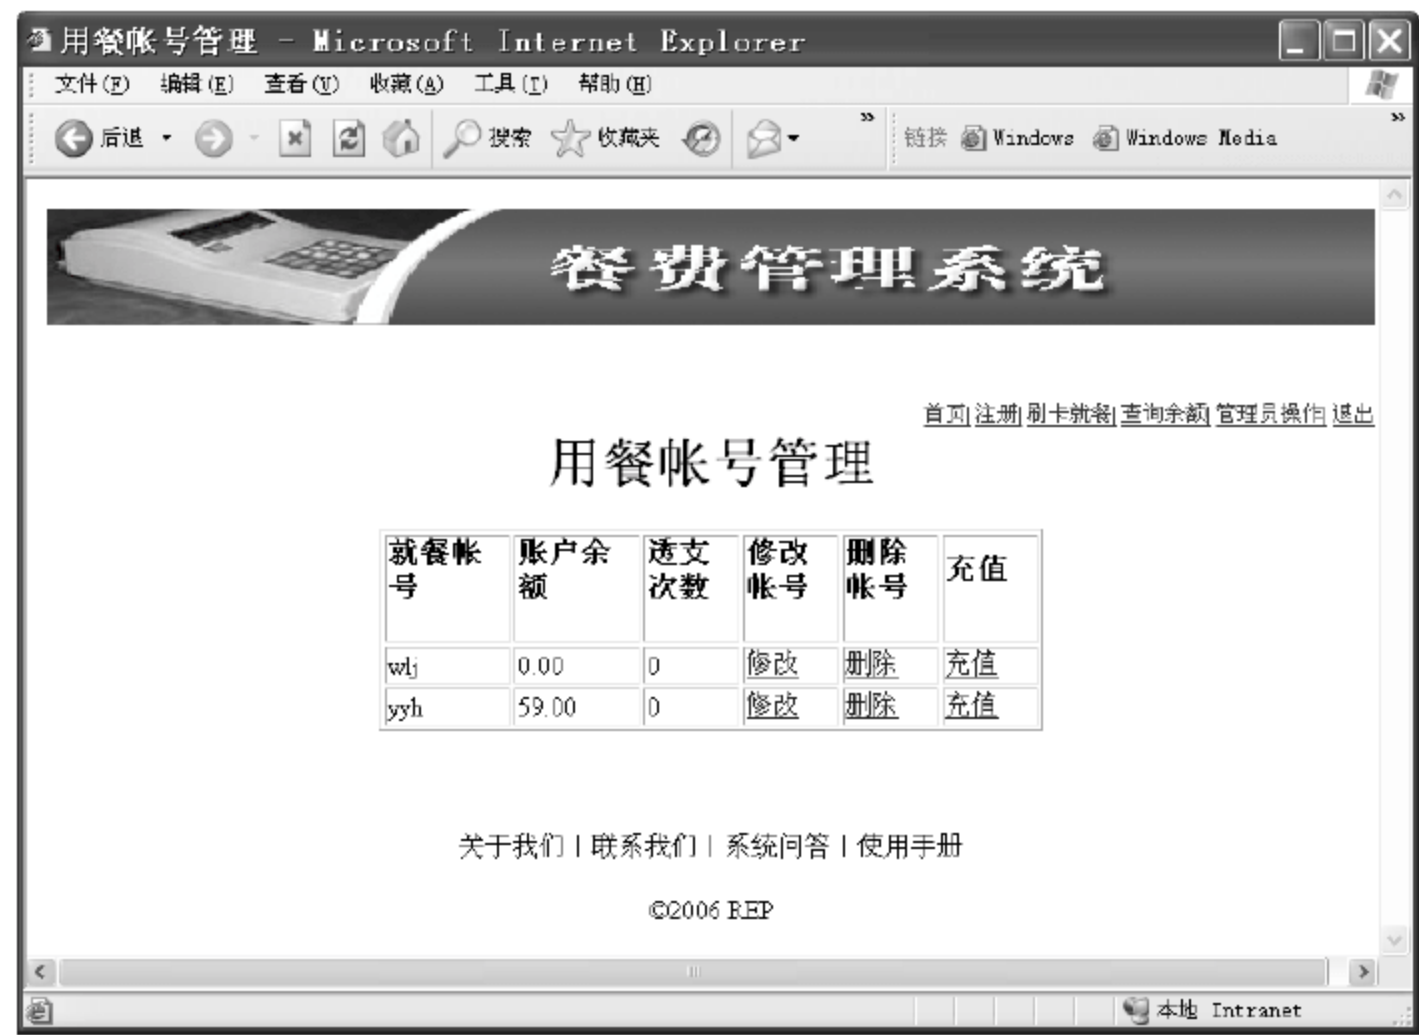 用餐帐号管理 - Microsoft Internet Explorer
文件(F) 编辑(E) 查看(V) 收藏(A) 工具(T) 帮助(H)
后退 搜索 收藏夹 » 链接 Windows Windows Media »
餐费管理系统
首页| 注册| 刷卡就餐| 查询余额| 管理员操作| 退出
用餐帐号管理
就餐帐号 账户余额 透支次数 修改帐号 删除帐号 充值
wlj 0.00 0 修改 删除 充值
yyh 59.00 0 修改 删除 充值
关于我们 | 联系我们 | 系统问答 | 使用手册
©2006 REP
本地 Intranet